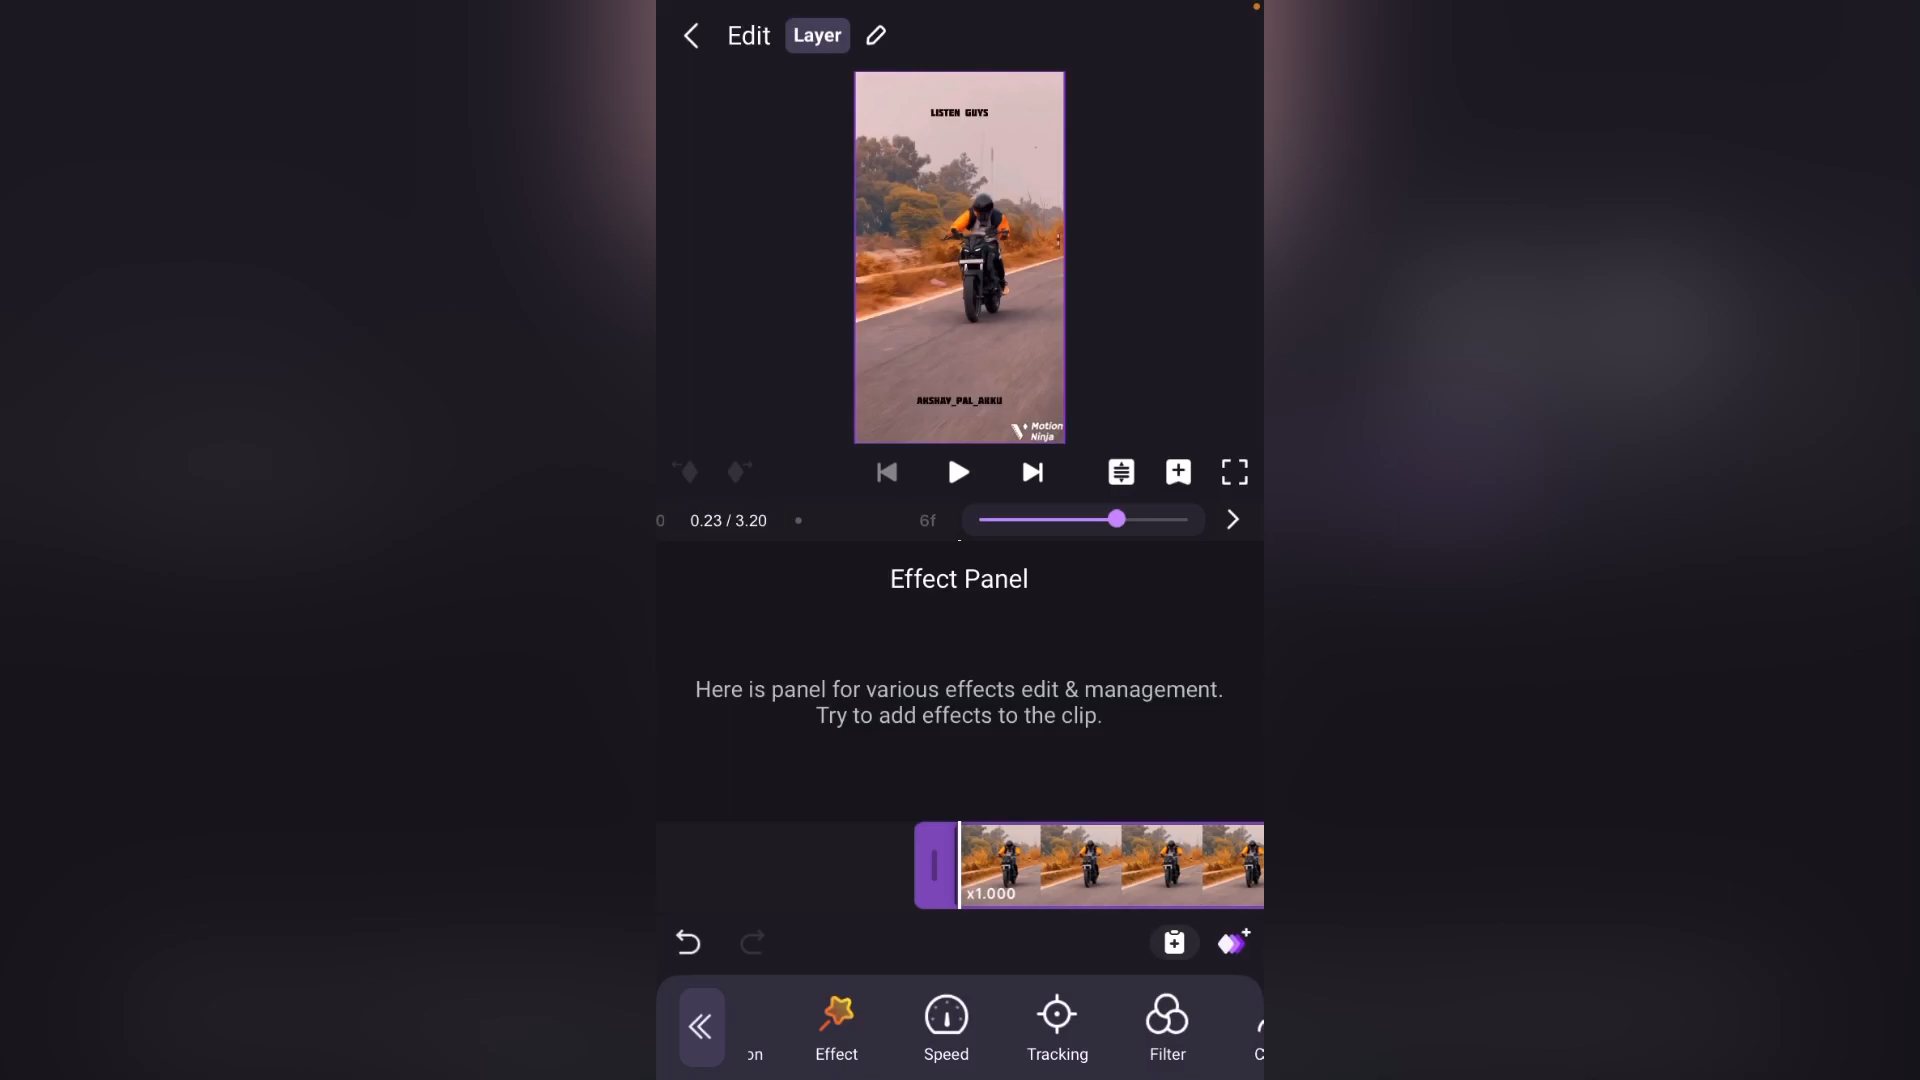 Edit Layer
LISTEN GUYS
AKSHAY_PAL_AKKU
Motion
Ninja
0 0.23 / 3.20 6f
Effect Panel
Here is panel for various effects edit & management.
Try to add effects to the clip.
x1.000
on Effect Speed Tracking Filter C